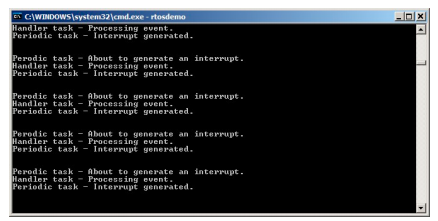 C:\WINDOWS\system32\cmd.exe - rtosdemo
Handler task - Processing event.
Periodic task - Interrupt generated.
Perodic task - About to generate an interrupt.
Handler task - Processing event.
Periodic task - Interrupt generated.
Perodic task - About to generate an interrupt.
Handler task - Processing event.
Periodic task - Interrupt generated.
Perodic task - About to generate an interrupt.
Handler task - Processing event.
Periodic task - Interrupt generated.
Perodic task - About to generate an interrupt.
Handler task - Processing event.
Periodic task - Interrupt generated.